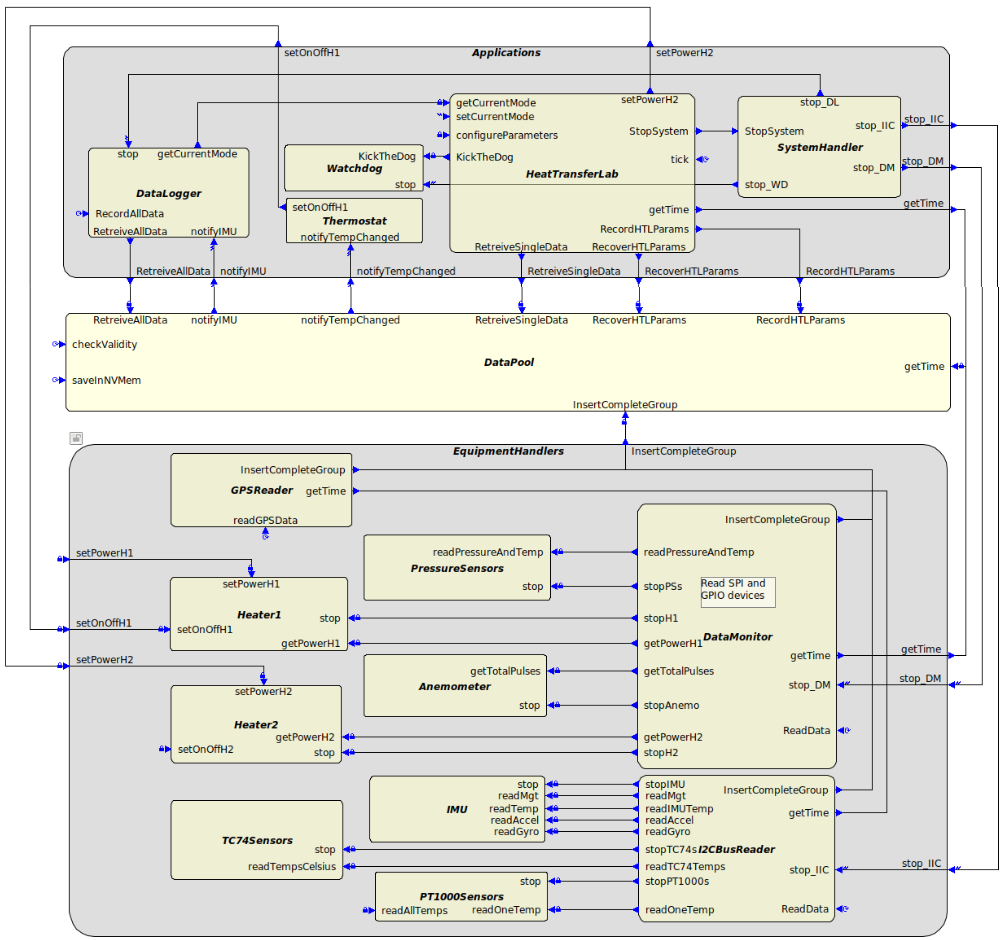 setOnOffH1
Applications
setPowerH2
stop_DL
getCurrentMode
setCurrentMode
configureParameters
KickTheDog
setPowerH2
StopSystem
tick
HeatTransferLab
getTime
RecordHTLParams
RetreiveSingleData
RecoverHTLParams
StopSystem
stop_IIC
SystemHandler
stop_DM
stop_WD
stop_IIC
stop_DM
getTime
stop
getCurrentMode
DataLogger
RecordAllData
RetreiveAllData
notifyIMU
KickTheDog
Watchdog
stop
setOnOffH1
Thermostat
notifyTempChanged
RetreiveAllData
notifyIMU
notifyTempChanged
RetreiveSingleData
RecoverHTLParams
RecordHTLParams
RetreiveAllData
notifyIMU
notifyTempChanged
RetreiveSingleData
RecoverHTLParams
RecordHTLParams
checkValidity
DataPool
getTime
saveInNVMem
InsertCompleteGroup
EquipmentHandlers
InsertCompleteGroup
InsertCompleteGroup
GPSReader
getTime
readGPSData
InsertCompleteGroup
readPressureAndTemp
Read SPI and
GPIO devices
stopPSs
stopH1
DataMonitor
getPowerH1
getTime
getTotalPulses
stop_DM
stopAnemo
ReadData
getPowerH2
stopH2
readPressureAndTemp
PressureSensors
stop
setPowerH1
setPowerH1
Heater1
stop
setOnOffH1
setOnOffH1
getPowerH1
getTime
stop_DM
setPowerH2
getTotalPulses
Anemometer
stop
setPowerH2
Heater2
getPowerH2
setOnOffH2
stop
stop
readMgt
IMU
readTemp
readAccel
readGyro
stopIMU
InsertCompleteGroup
readMgt
readIMUTemp
getTime
readAccel
readGyro
stopTC74s
I2CBusReader
readTC74Temps
stop_IIC
stopPT1000s
readOneTemp
ReadData
stop_IIC
TC74Sensors
stop
readTempsCelsius
stop
PT1000Sensors
readAllTemps
readOneTemp